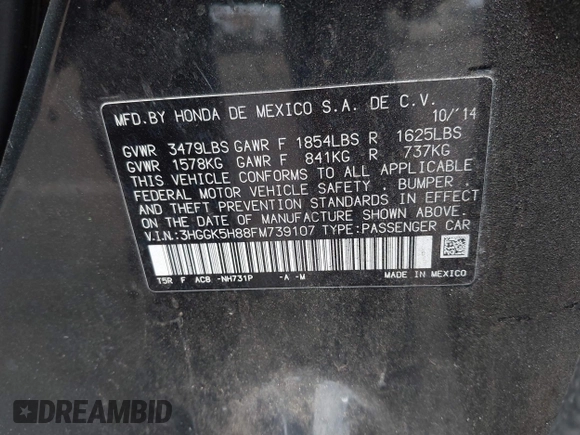 MFD.BY HONDA DE MEXICO S.A. DE C.V.
10/'14
GVWR 3479LBS GAWR F 1854LBS R 1625LBS
GVWR 1578KG GAWR F 841KG R 737KG
THIS VEHICLE CONFORMS TO ALL APPLICABLE
FEDERAL MOTOR VEHICLE SAFETY, BUMPER,
AND THEFT PREVENTION STANDARDS IN EFFECT
ON THE DATE OF MANUFACTURE SHOWN ABOVE.
V.I.N.:3HGGK5H88FM739107 TYPE:PASSENGER CAR
T5R F AC8 -NH731P -A -M MADE IN MEXICO
DREAMBID